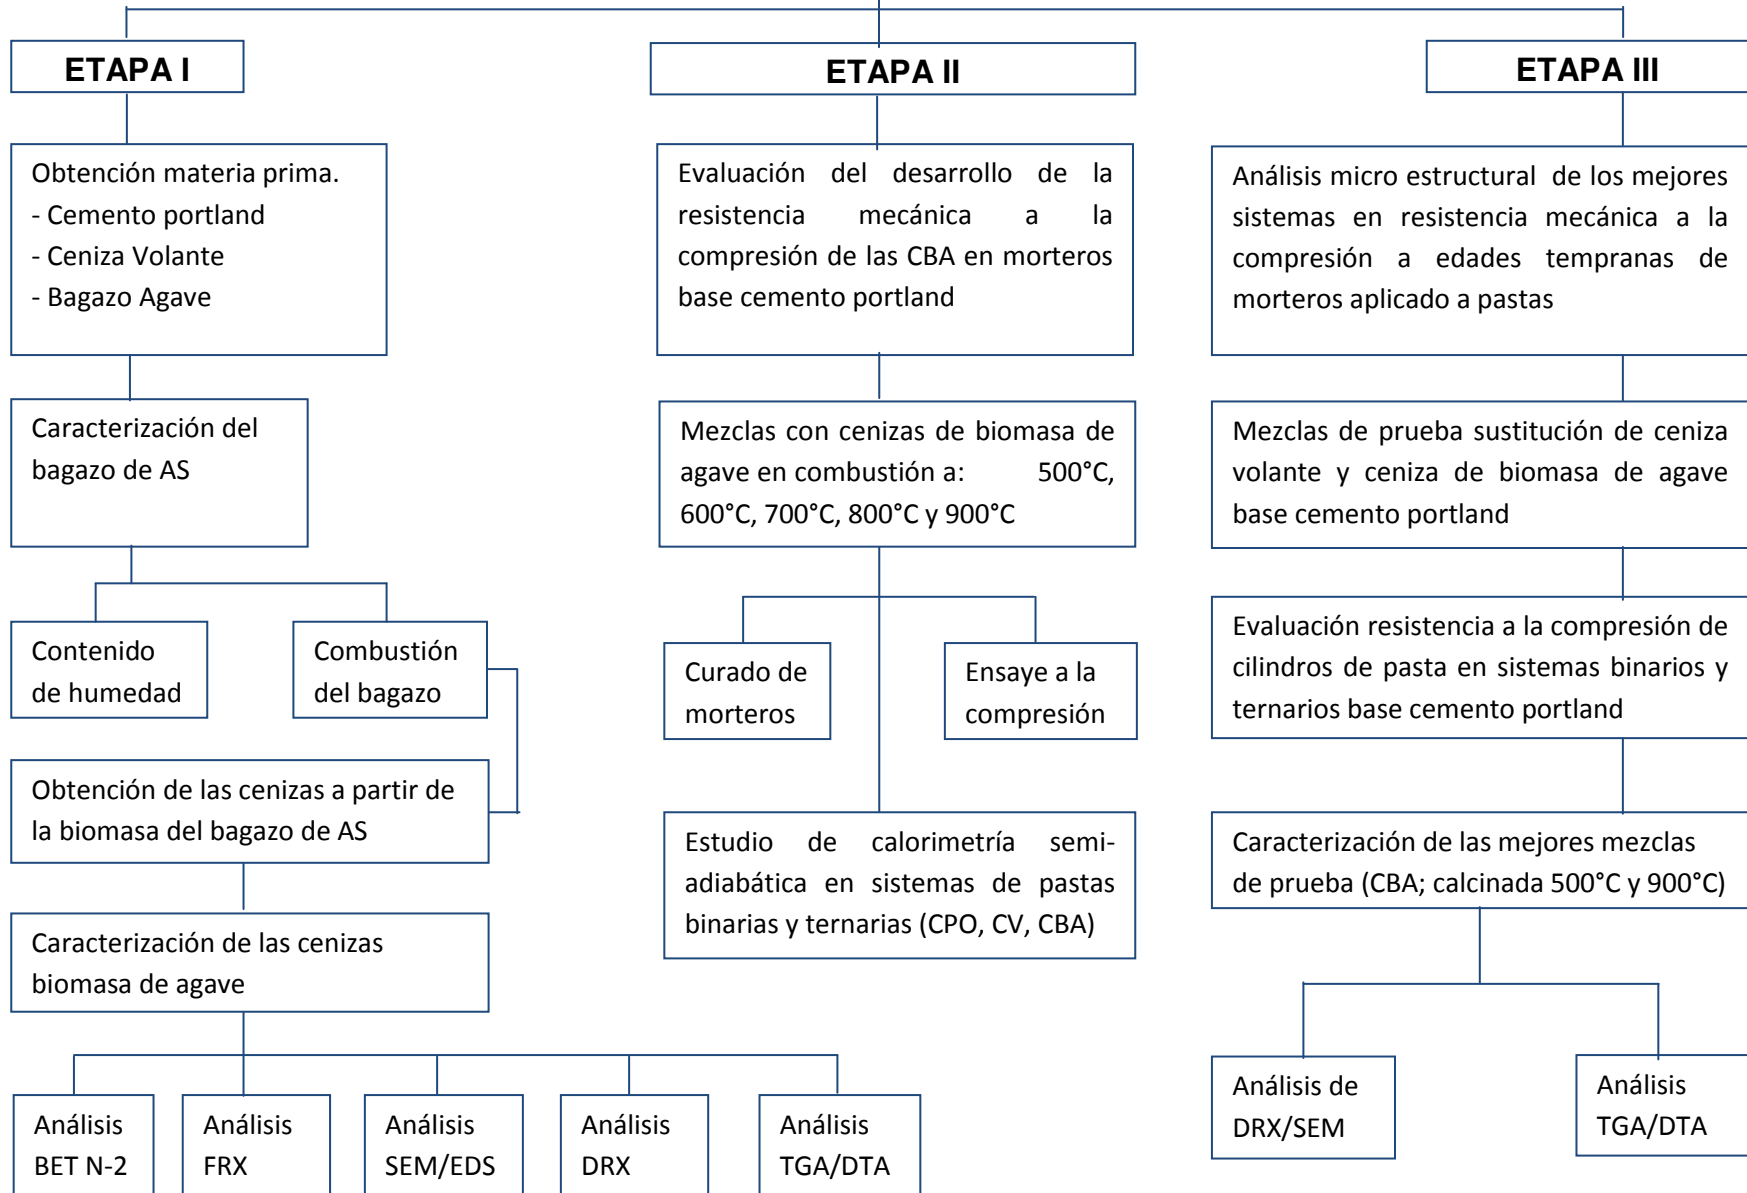 ETAPA I
Obtención materia prima.
- Cemento portland
- Ceniza Volante
- Bagazo Agave
Caracterización del
bagazo de AS
Contenido
de humedad
Combustión
del bagazo
Obtención de las cenizas a partir de
la biomasa del bagazo de AS
Caracterización de las cenizas
biomasa de agave
Análisis
BET N-2
Análisis
FRX
Análisis
SEM/EDS
Análisis
DRX
Análisis
TGA/DTA
ETAPA II
Evaluación del desarrollo de la
resistencia mecánica a la
compresión de las CBA en morteros
base cemento portland
Mezclas con cenizas de biomasa de
agave en combustión a: 500°C,
600°C, 700°C, 800°C y 900°C
Curado de
morteros
Ensaye a la
compresión
Estudio de calorimetría semi-
adiabática en sistemas de pastas
binarias y ternarias (CPO, CV, CBA)
ETAPA III
Análisis micro estructural de los mejores
sistemas en resistencia mecánica a la
compresión a edades tempranas de
morteros aplicado a pastas
Mezclas de prueba sustitución de ceniza
volante y ceniza de biomasa de agave
base cemento portland
Evaluación resistencia a la compresión de
cilindros de pasta en sistemas binarios y
ternarios base cemento portland
Caracterización de las mejores mezclas
de prueba (CBA; calcinada 500°C y 900°C)
Análisis de
DRX/SEM
Análisis
TGA/DTA